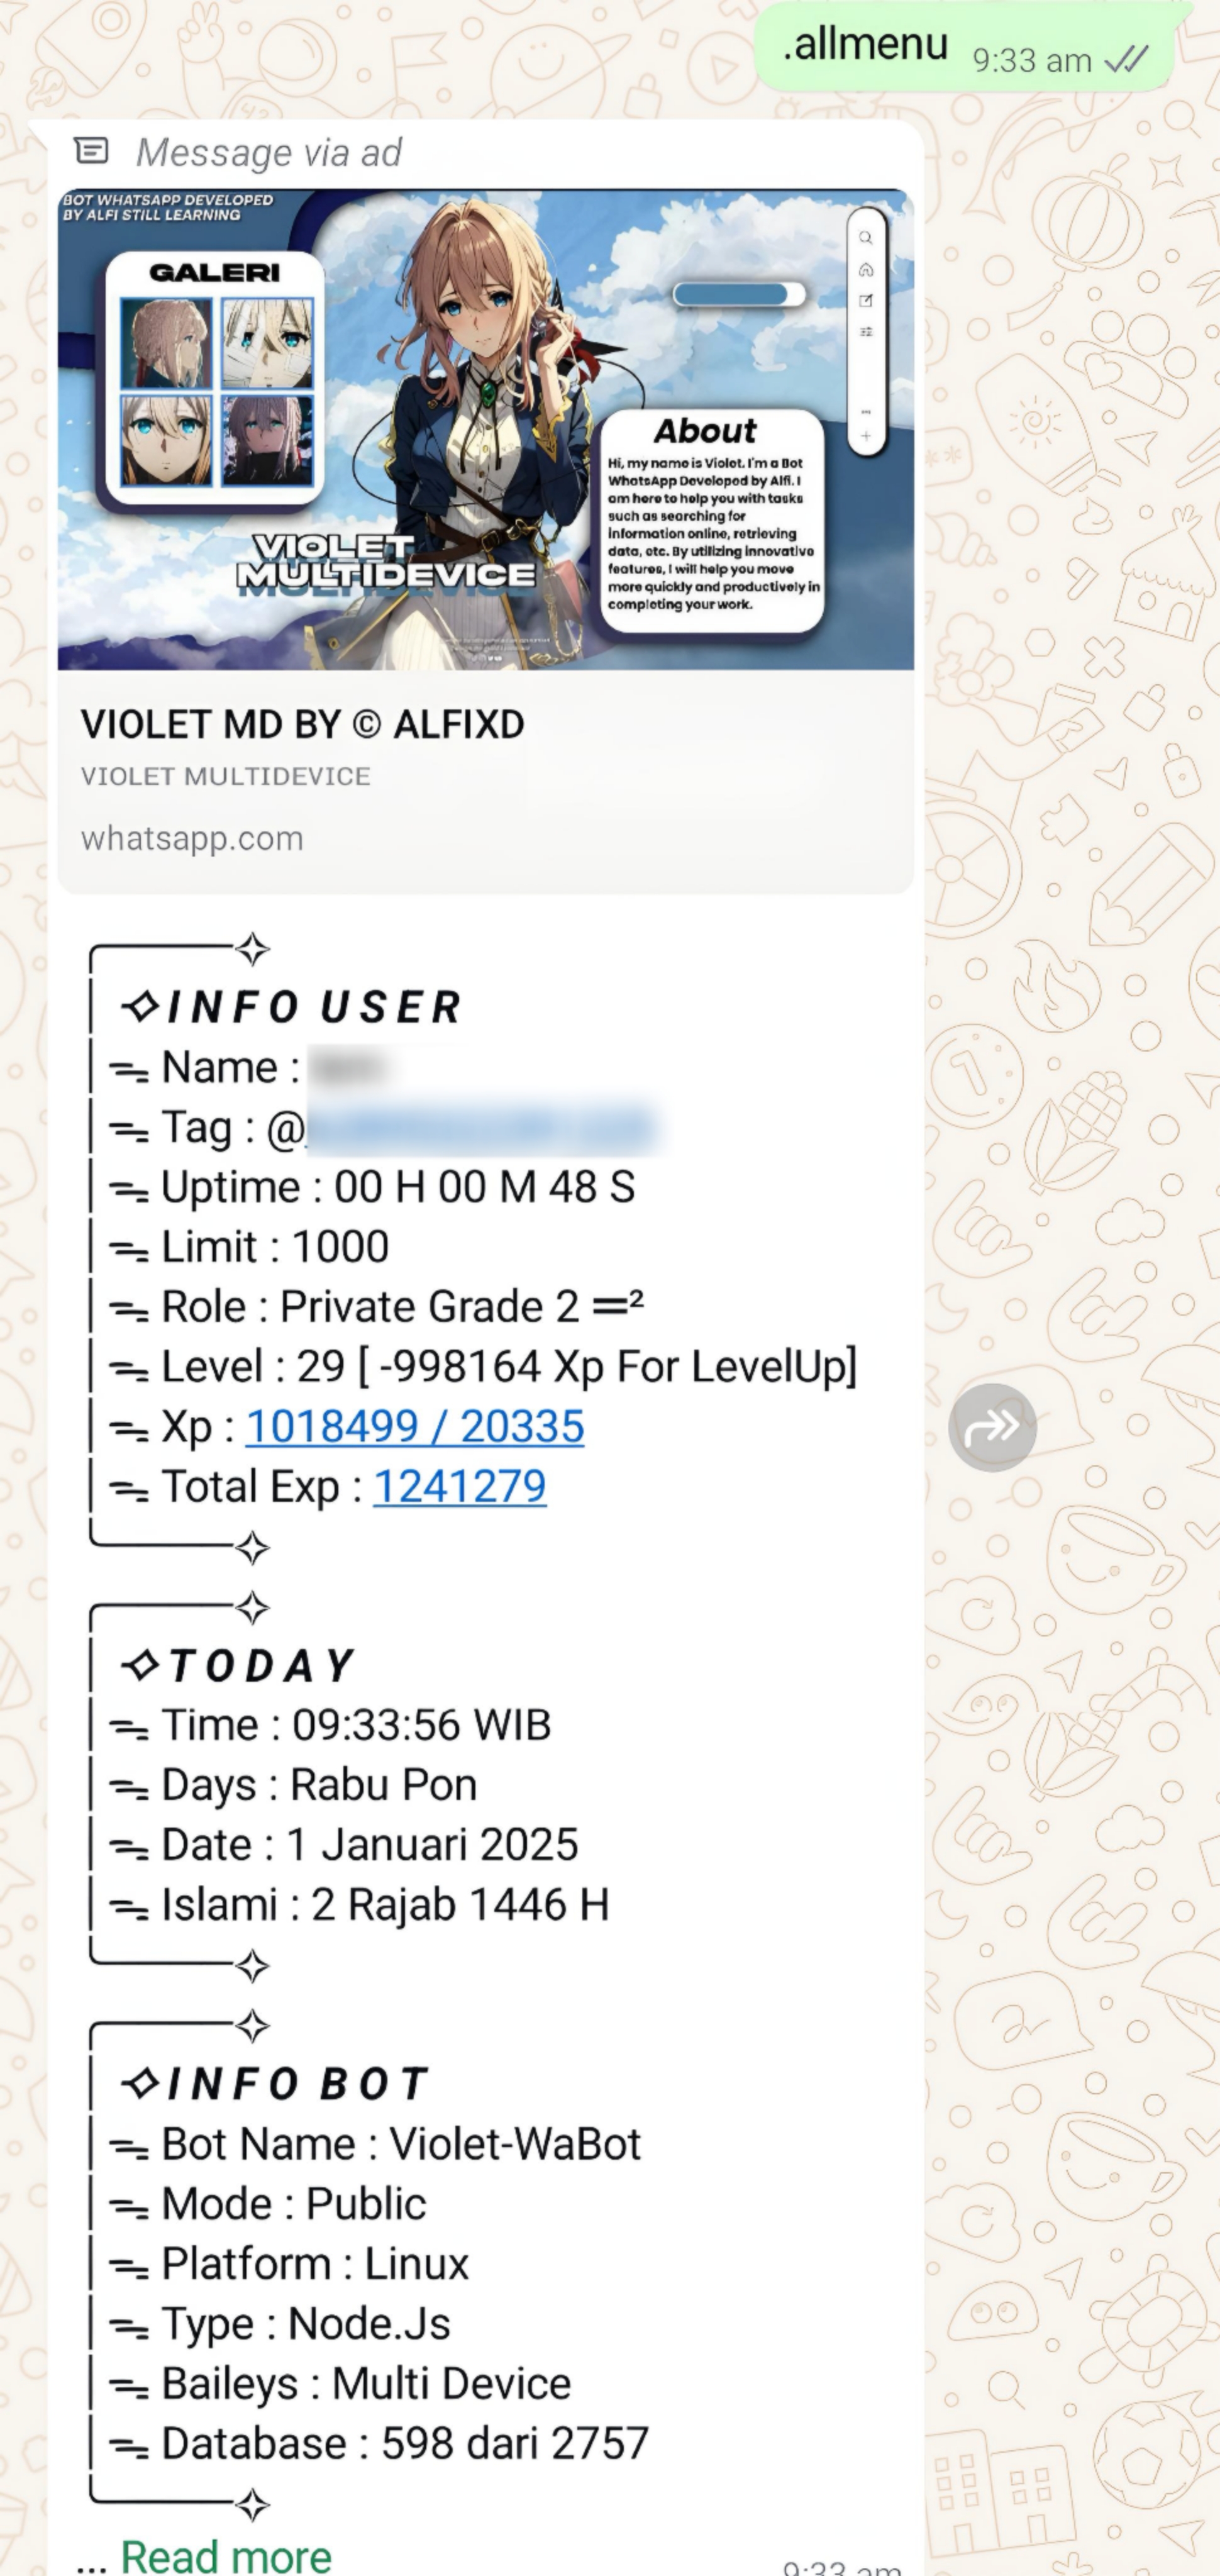 .allmenu 9:33 am
Message via ad
BOT WHATSAPP DEVELOPED
BY ALFI STILL LEARNING
GALERI
About
Hi, my name is Violet. I'm a Bot
WhatsApp Developed by Alfi. I
am here to help you with tasks
such as searching for
information online, retrieving
data, etc. By utilizing innovative
features, I will help you move
more quickly and productively in
completing your work.
VIOLET
MULTIDEVICE
VIOLET MD BY © ALFIXD
VIOLET MULTIDEVICE
whatsapp.com
INFO USER
Name :
Tag : @
Uptime : 00 H 00 M 48 S
Limit : 1000
Role : Private Grade 2 ═²
Level : 29 [ -998164 Xp For LevelUp]
Xp : 1018499 / 20335
Total Exp : 1241279
TODAY
Time : 09:33:56 WIB
Days : Rabu Pon
Date : 1 Januari 2025
Islami : 2 Rajab 1446 H
INFO BOT
Bot Name : Violet-WaBot
Mode : Public
Platform : Linux
Type : Node.Js
Baileys : Multi Device
Database : 598 dari 2757
... Read more
9:33 am